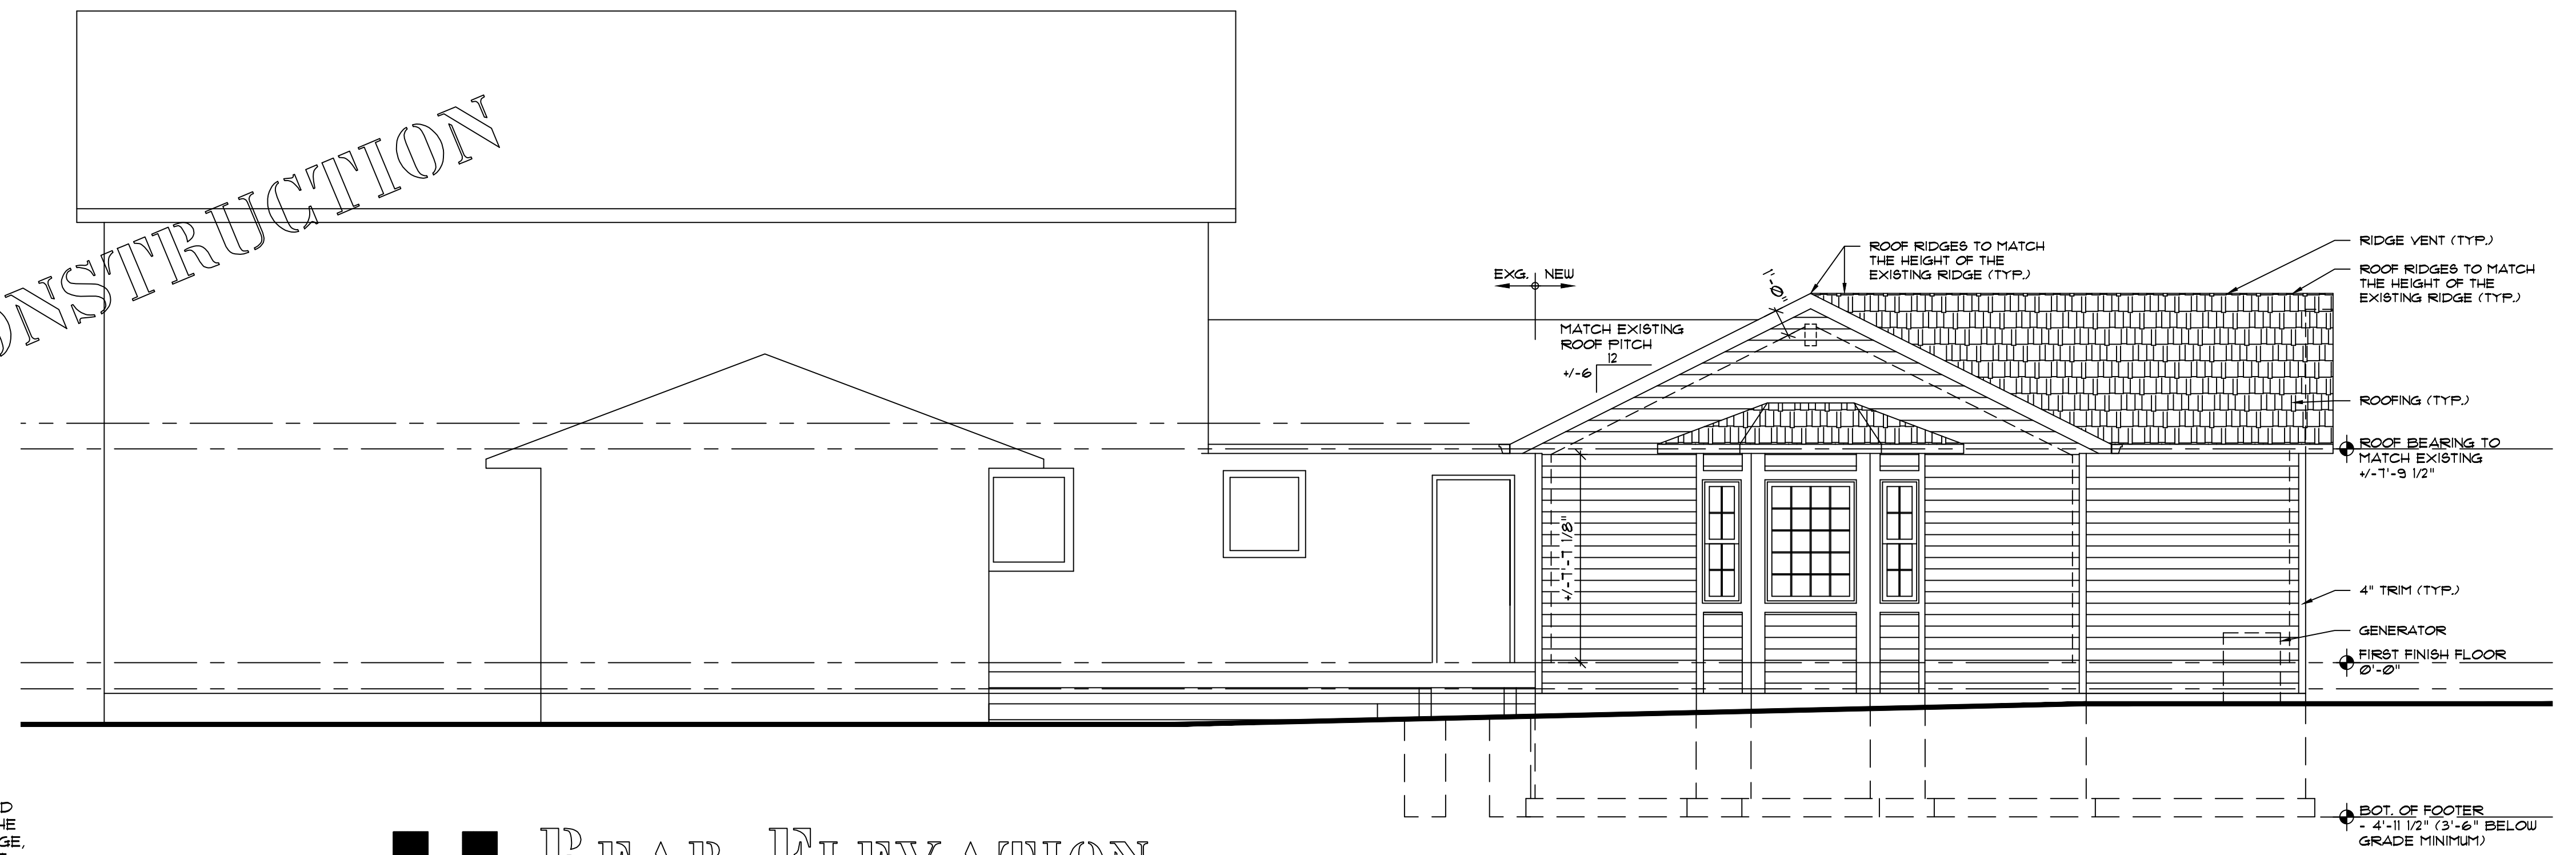 ONSTRUCTION
ROOF RIDGES TO MATCH
THE HEIGHT OF THE
EXISTING RIDGE (TYP.)
RIDGE VENT (TYP.)
ROOF RIDGES TO MATCH
THE HEIGHT OF THE
EXISTING RIDGE (TYP.)
EXG. NEW
1'-0"
MATCH EXISTING
ROOF PITCH
12
+/-6
ROOFING (TYP.)
ROOF BEARING TO
MATCH EXISTING
+/-7'-9 1/2"
+/-7'-7 1/8"
4" TRIM (TYP.)
GENERATOR
FIRST FINISH FLOOR
0'-0"
BOT. OF FOOTER
- 4'-11 1/2" (3'-6" BELOW
GRADE MINIMUM)
D
HE
GE,
REAR ELEVATION